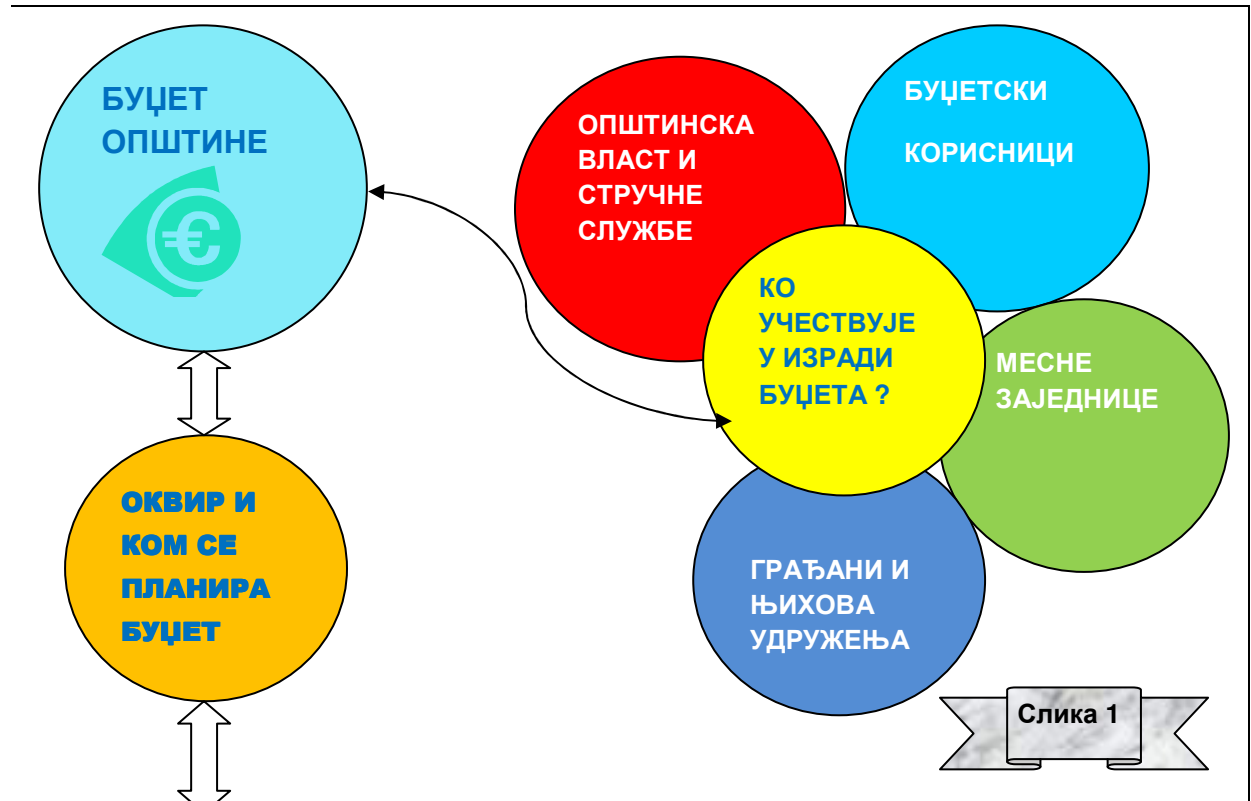 БУЏЕТ
ОПШТИНЕ
ОПШТИНСКА
ВЛАСТ И
СТРУЧНЕ
СЛУЖБЕ
БУЏЕТСКИ
КОРИСНИЦИ
КО
УЧЕСТВУЈЕ
У ИЗРАДИ
БУЏЕТА ?
МЕСНЕ
ЗАЈЕДНИЦЕ
ОКВИР И
КОМ СЕ
ПЛАНИРА
БУЏЕТ
ГРАЂАНИ И
ЊИХОВА
УДРУЖЕЊА
Слика 1